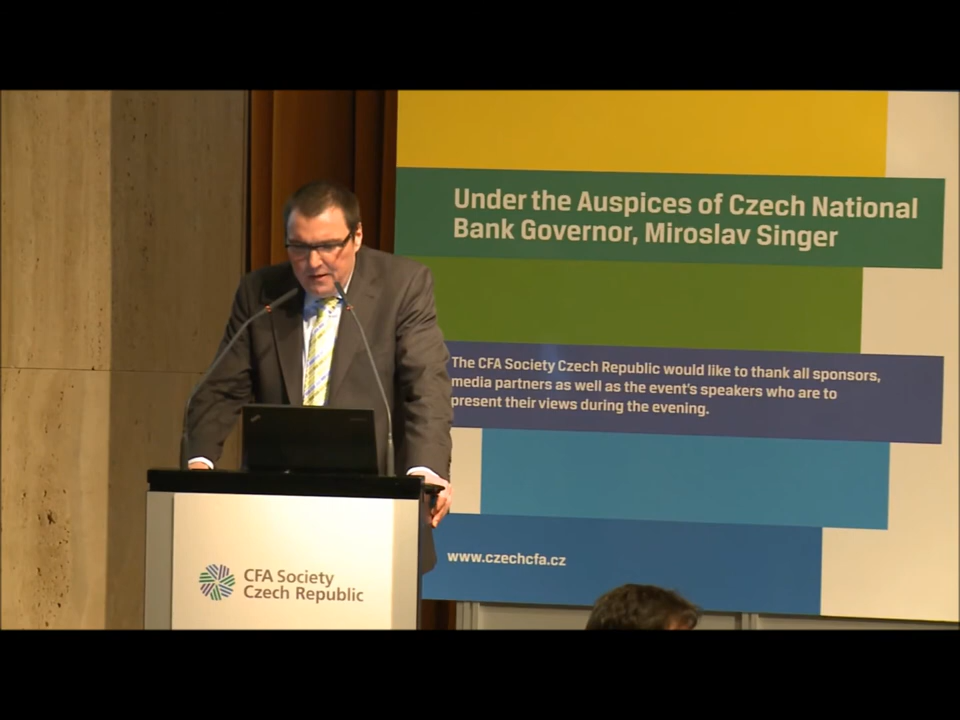 Under the Auspices of Czech National
Bank Governor, Miroslav Singer
The CFA Society Czech Republic would like to thank all sponsors,
media partners as well as the event's speakers who are to
present their views during the evening.
www.czechcfa.cz
CFA Society
Czech Republic